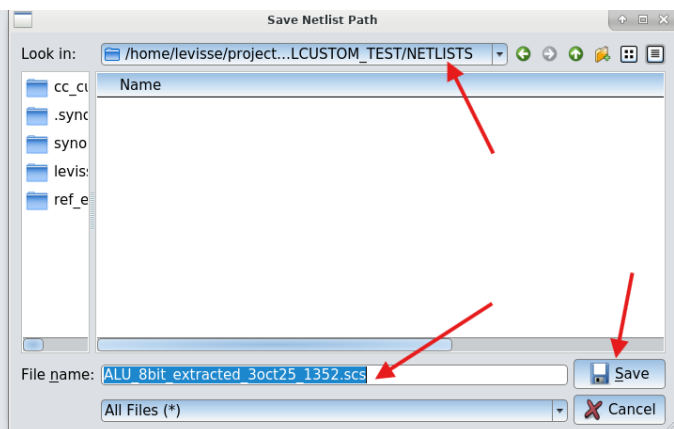 Save Netlist Path
Look in: /home/levisse/project...LCUSTOM_TEST/NETLISTS
Name
cc_cu
.sync
syno
levis
ref_e
File name: ALU_8bit_extracted_3oct25_1352.scs
Save
All Files (*)
Cancel